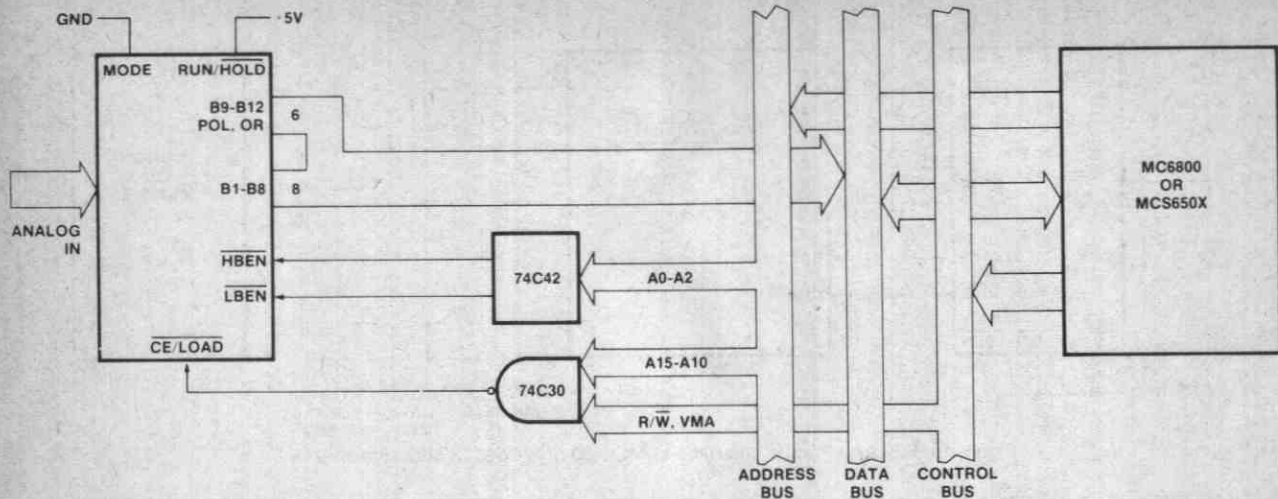 GND
-5V
MODE
RUN/HOLD
B9-B12
POL, OR
6
B1-B8
8
ANALOG
IN
HBEN
LBEN
CE/LOAD
74C42
A0-A2
74C30
A15-A10
R/W, VMA
MC6800
OR
MCS650X
ADDRESS
BUS
DATA
BUS
CONTROL
BUS